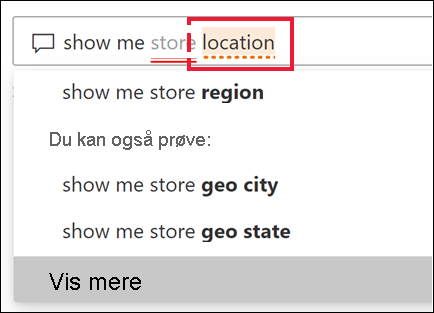 show me store location
show me store region
Du kan også prøve:
show me store geo city
show me store geo state
Vis mere